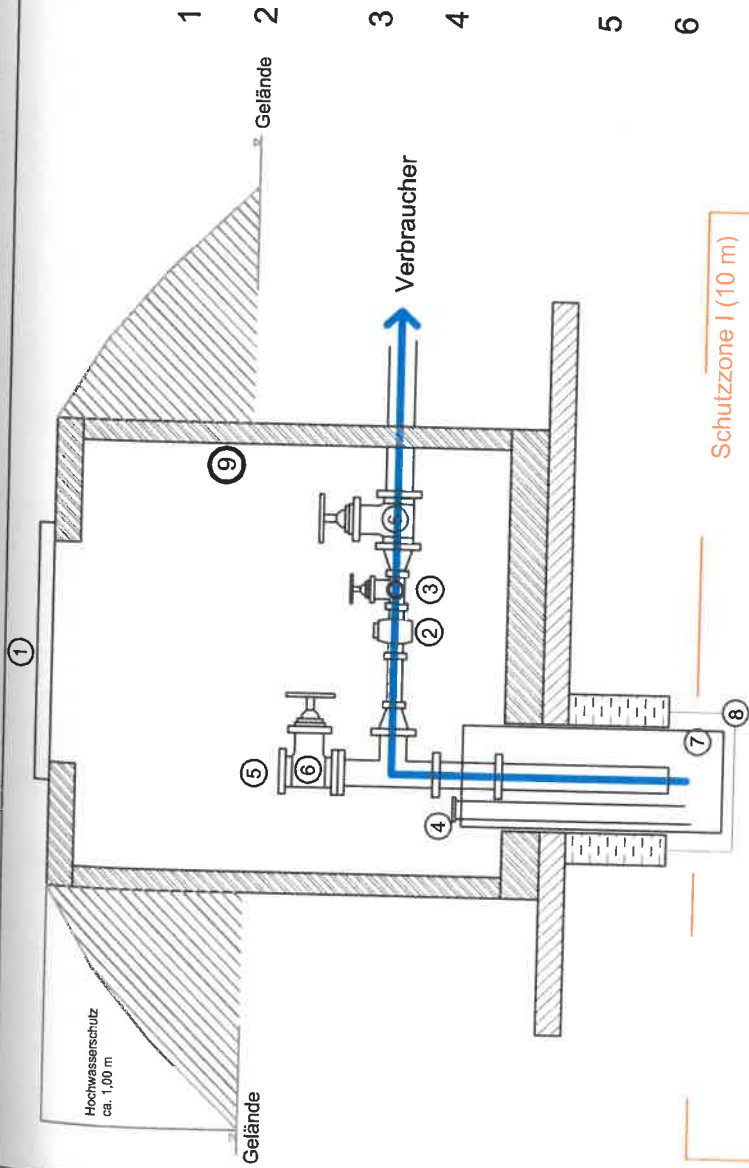 ①
Hochwasserschutz
ca. 1,00 m
Gelände
Gelände
⑨
⑤
⑥
②
③
⑥
Verbraucher
④
⑦
⑧
Schutzzone I (10 m)
1
2
3
4
5
6